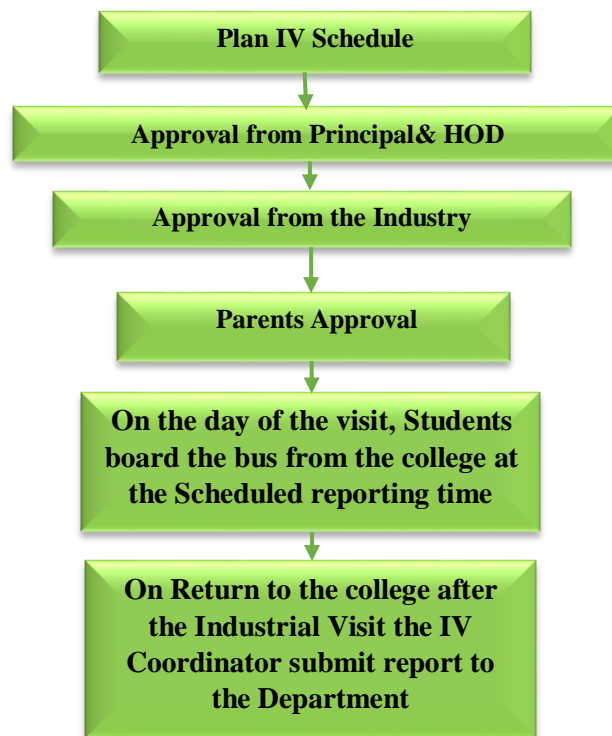 Plan IV Schedule
Approval from Principal& HOD
Approval from the Industry
Parents Approval
On the day of the visit, Students
board the bus from the college at
the Scheduled reporting time
On Return to the college after
the Industrial Visit the IV
Coordinator submit report to
the Department